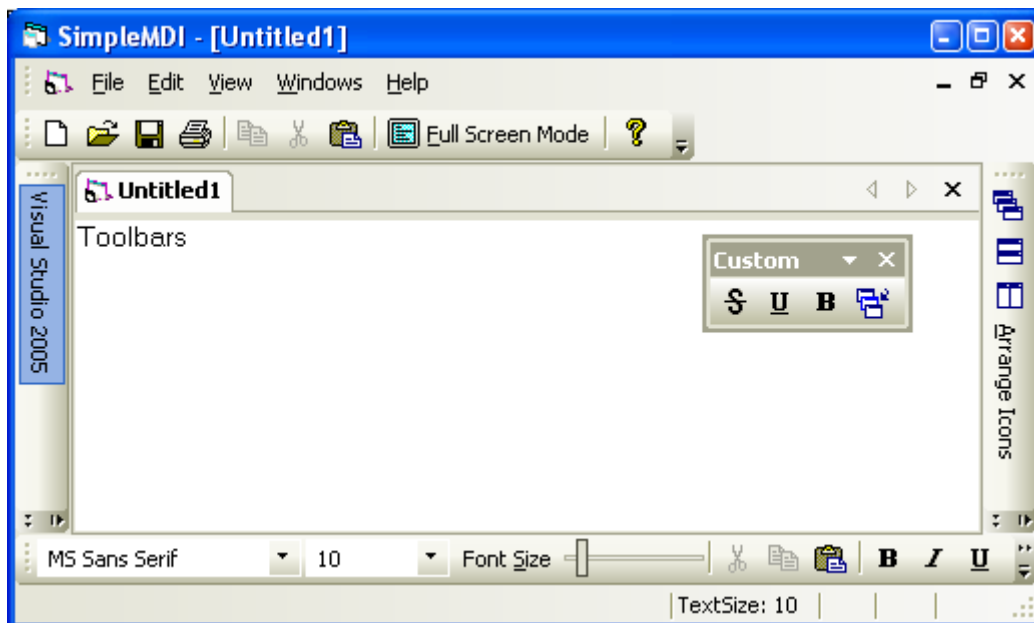 SimpleMDI - [Untitled1]
File Edit View Windows Help
Full Screen Mode
Visual Studio 2005
Untitled1
Toolbars
Custom
S U B
Arrange Icons
MS Sans Serif 10 Font Size B I U
TextSize: 10